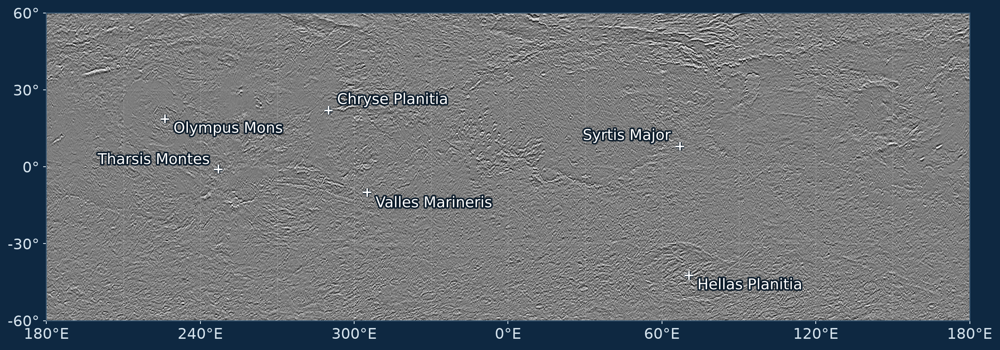 60°
30°
0°
-30°
-60°
Chryse Planitia
Olympus Mons
Syrtis Major
Tharsis Montes
Valles Marineris
Hellas Planitia
180°E 240°E 300°E 0°E 60°E 120°E 180°E